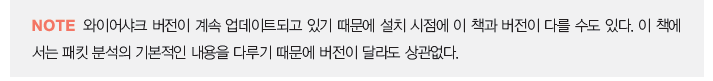 NOTE 와이어샤크 버전이 계속 업데이트되고 있기 때문에 설치 시점에 이 책과 버전이 다를 수도 있다. 이 책에
서는 패킷 분석의 기본적인 내용을 다루기 때문에 버전이 달라도 상관없다.